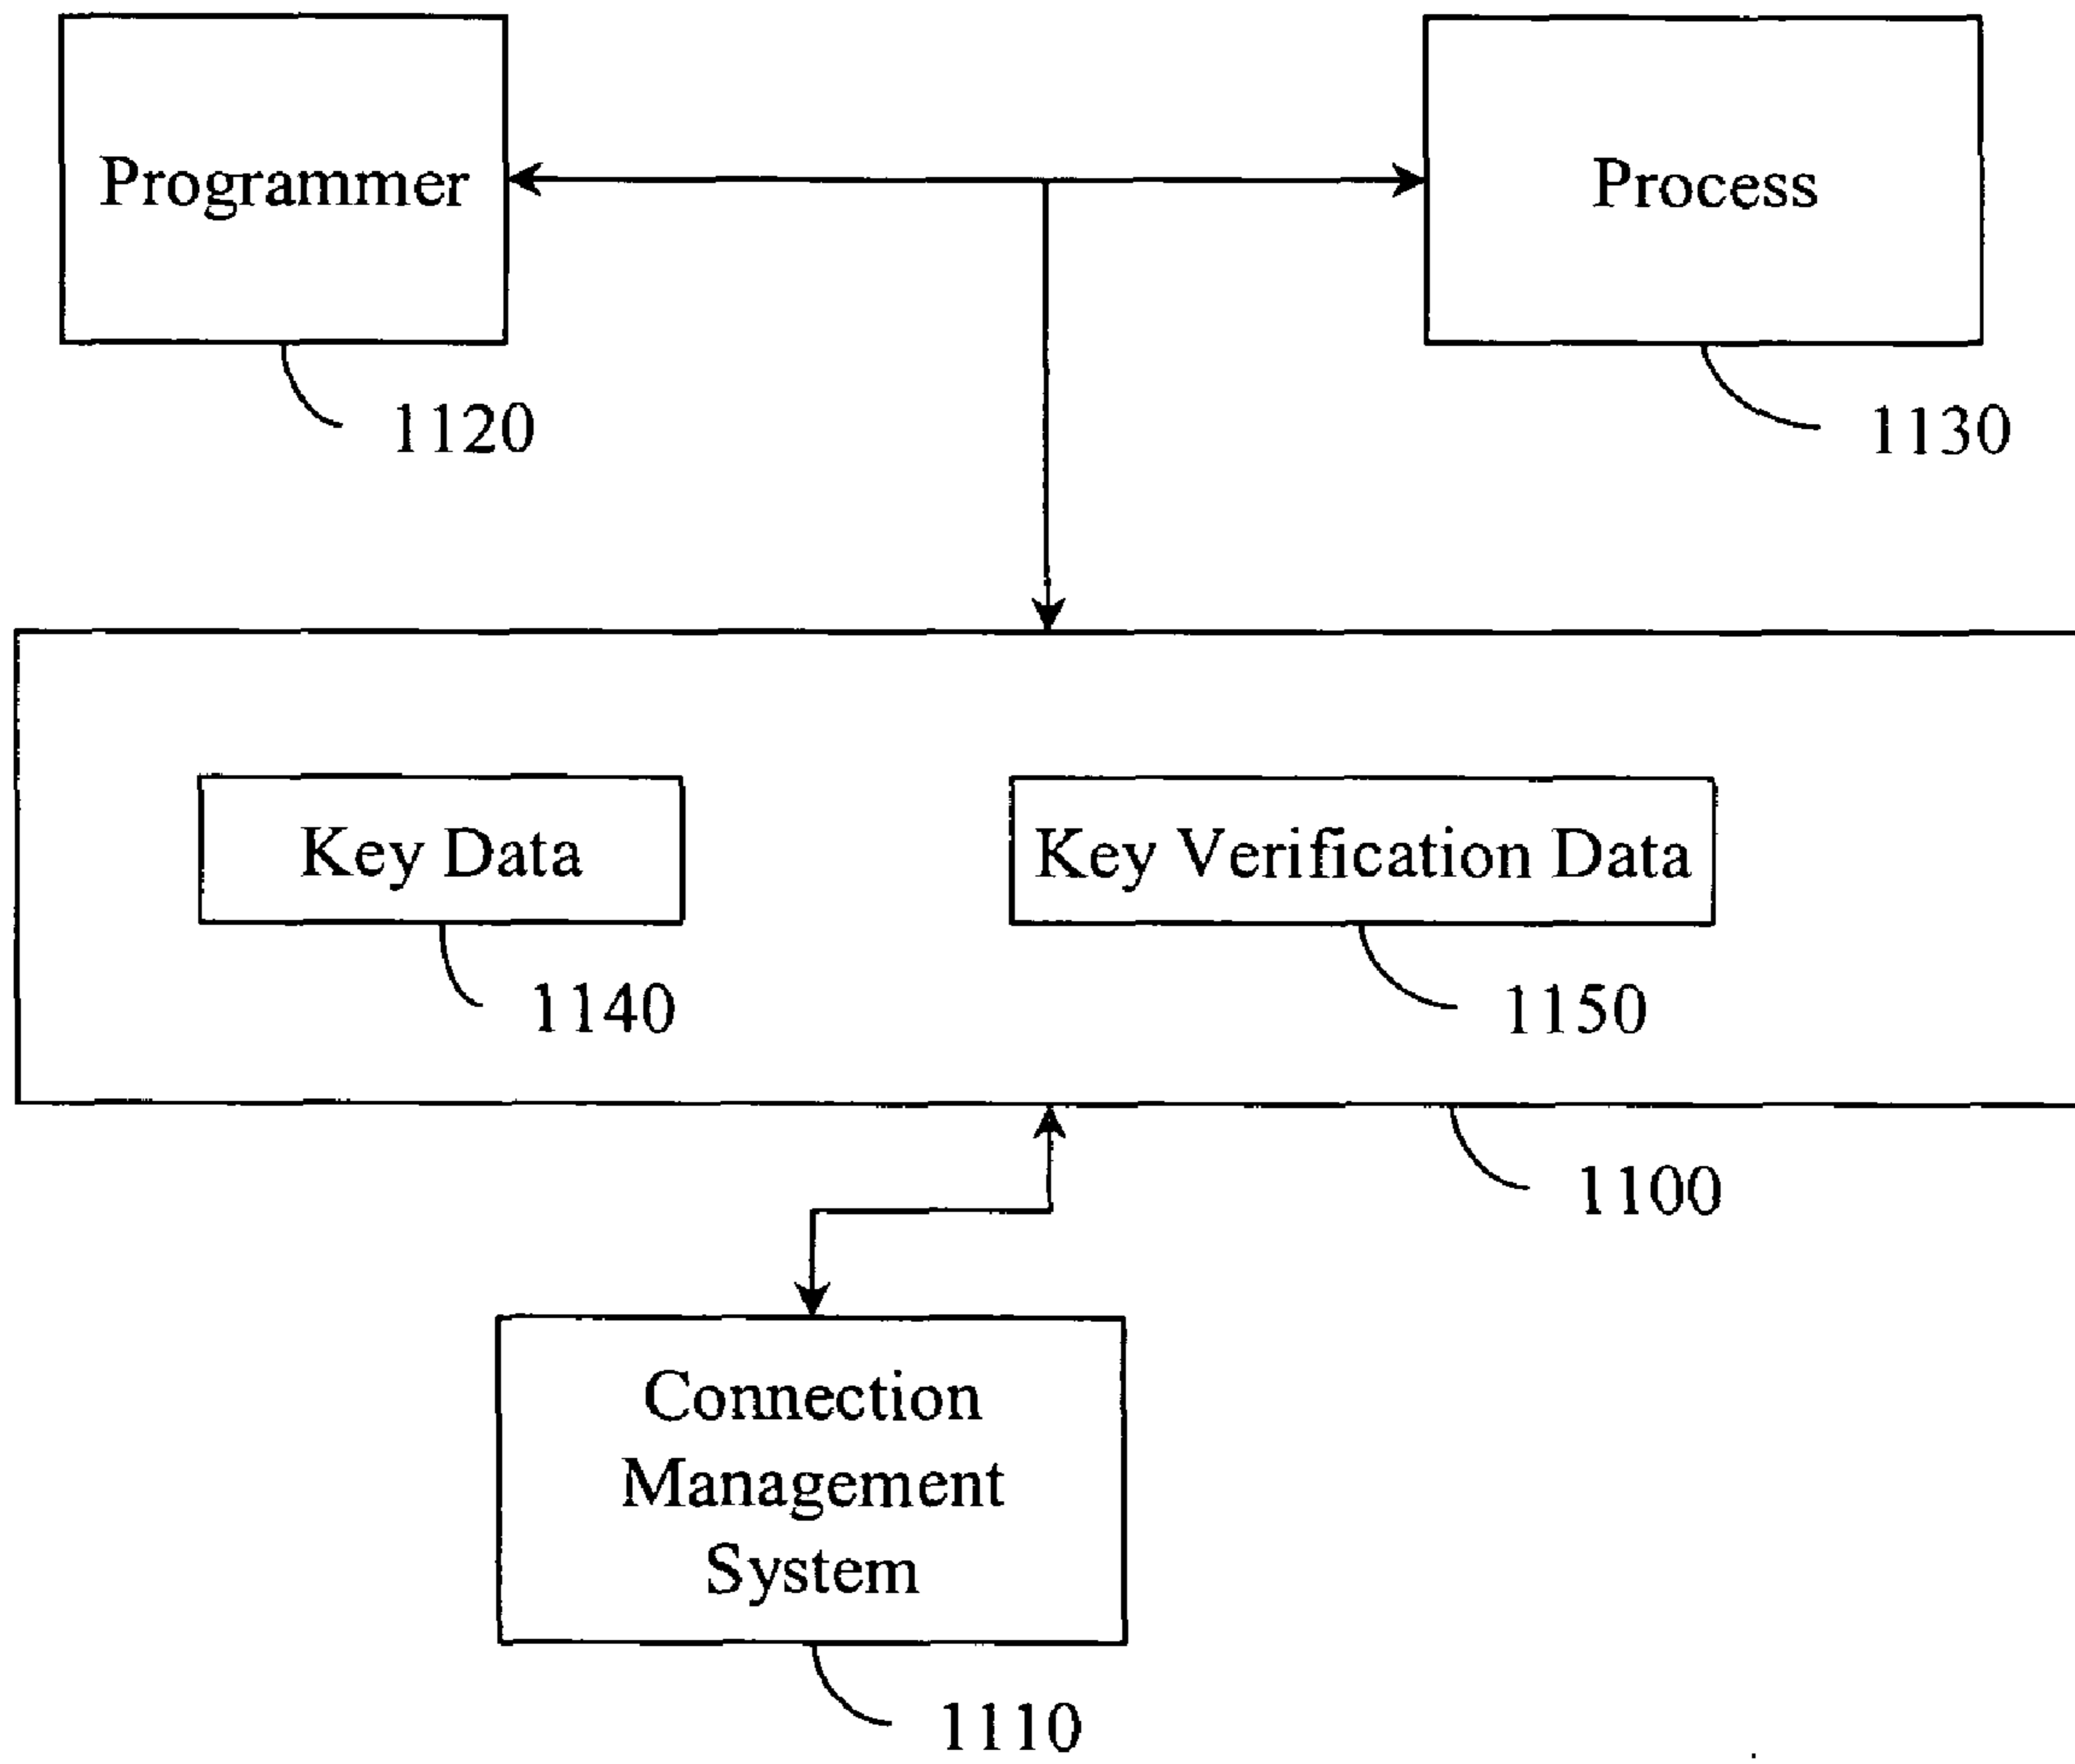 Programmer
Process
1120
1130
Key Data
Key Verification Data
1140
1150
1100
Connection
Management
System
1110